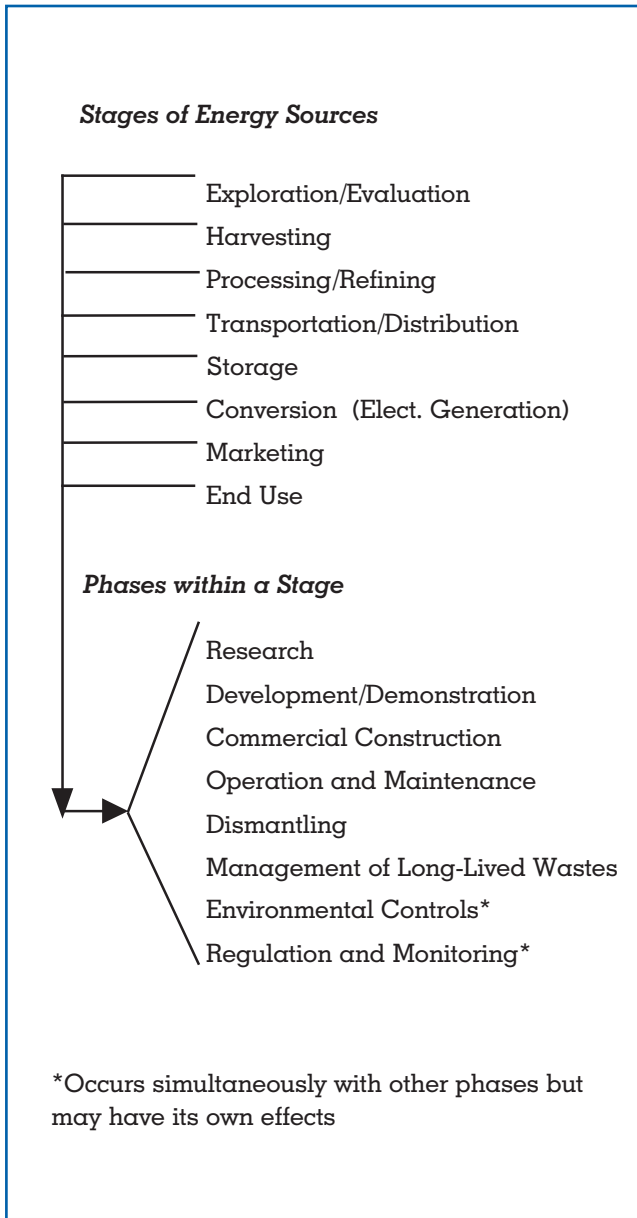 Stages of Energy Sources
Exploration/Evaluation
Harvesting
Processing/Refining
Transportation/Distribution
Storage
Conversion (Elect. Generation)
Marketing
End Use
Phases within a Stage
Research
Development/Demonstration
Commercial Construction
Operation and Maintenance
Dismantling
Management of Long-Lived Wastes
Environmental Controls*
Regulation and Monitoring*
*Occurs simultaneously with other phases but
may have its own effects